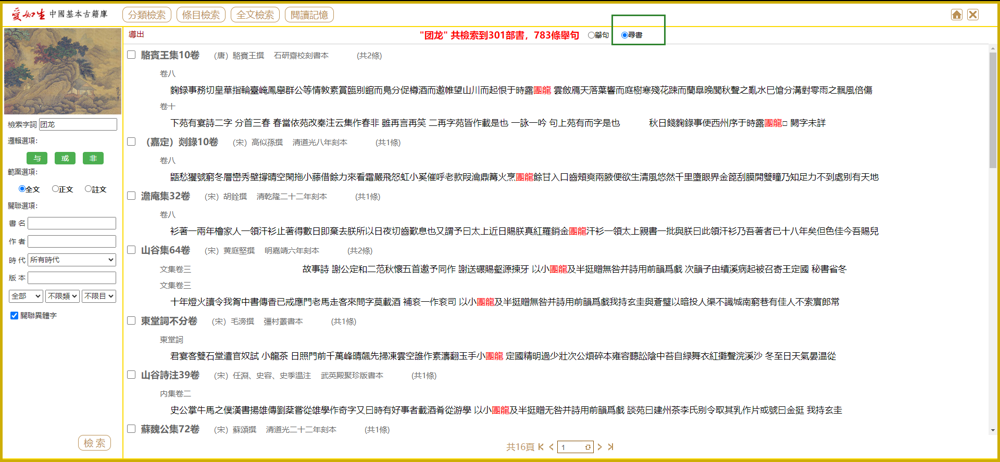 愛如生 中國基本古籍庫 分類檢索 條目檢索 全文檢索 閱讀記憶
導出 "团龙" 共檢索到301部書，783條舉句 舉句 尋書
檢索字詞 团龙
邏輯選項：
与 或 非
範圍選項：
全文 正文 註文
關聯選項：
書 名
作 者
時 代 所有時代
版 本
全部 不限類 不限目
關聯異體字
檢 索
駱賓王集10卷 （唐）駱賓王撰 石研齋校刻書本 (共2條)
卷八
麴録事務切皇華指輪臺崦鳳舉群公等情敦素賞臨别館而鳧分促樽酒而邀帷望山川而起恨于時露團龍 雲斂鴈天落葉響而庭樹寒殘花踈而蘭皐晚聞秋聲之亂水巳愴分溝對零雨之飄風倍傷
卷十
下苑有宴詩二字 分首三春 春當依苑改秦注云集作春非 雖再言再笑 二再字苑皆作載是也 一詠一吟 句上苑有而字是也 秋日餞麴錄事使西州序于時露團龍□ 闕字未詳
（嘉定）剡錄10卷 （宋）高似孫撰 清道光八年刻本 (共1條)
卷八
鼯愁玃號窮冬層巒秀壁撐晴空閑拖小藤借餘力來看霜嚴飛怒虹小奚催呼老款段瀹鼎篝火烹團龍餘甘入口齒頰爽兩腋便欲生清風悠然千里墮眼界金篦刮膜開雙瞳乃知足力不到處别有天地
澹庵集32卷 （宋）胡銓撰 清乾隆二十二年刻本 (共1條)
卷八
衫著一兩年檜家人一領汗衫止著得數日即棄去朕所以日夜切齒歎息也又謂予曰太上近日賜朕真紅羅銷金團龍汗衫一領太上親書一批與朕曰此領汗衫乃吾著者已十八年矣但色佳今吾賜兒
山谷集64卷 （宋）黄庭堅撰 明嘉靖六年刻本 (共2條)
文集卷三 故事詩 謝公定和二范秋懷五首邀予同作 謝送碾賜壑源揀牙 以小團龍及半挺贈無咎并詩用前韻爲戲 次韻子由績溪病起被召寄王定國 秘書省冬
文集卷三
十年燈火讀令我胷中書傳香已戒應門老馬走客來問字莫載酒 補衮一作衮司 以小團龍及半挺贈無咎并詩用前韻爲戲我持玄圭與蒼璧以暗投人渠不識城南窮巷有佳人不索賔郎常
東堂詞不分卷 （宋）毛滂撰 彊村叢書本 (共1條)
東堂詞
君宴客雙石堂遣官奴試 小龍茶 日照門前千萬峰晴飆先掃凍雲空誰作素濤翻玉手小團龍 定國精明過少壯次公煩碎本雍容聽訟陰中苔自緑舞衣紅攤聲浣溪沙 冬至日天氣晏温從
山谷詩注39卷 （宋）任淵、史容、史季温注 武英殿聚珍版書本 (共1條)
内集卷二
史公掌牛馬之僕漢書揚雄傳劉棻嘗從雄學作奇字又曰時有好事者載酒肴從游學 以小團龍及半挺贈无咎并詩用前韻爲戲 談苑曰建州茶李氏别令取其乳作片或號曰金挺 我持玄圭
蘇魏公集72卷 （宋）蘇頌撰 清道光二十二年刻本 (共1條)
共16頁 1